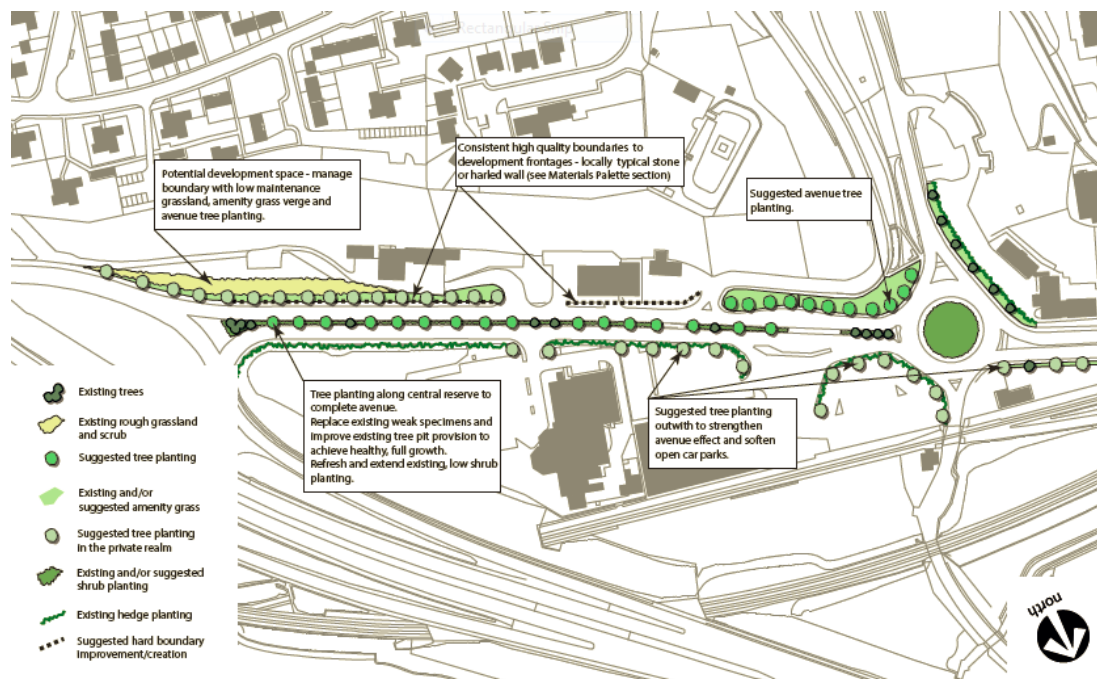 Rectangular Snip
Consistent high quality boundaries to
development frontages - locally typical stone
or harled wall (see Materials Palette section)
Potential development space - manage
boundary with low maintenance
grassland, amenity grass verge and
avenue tree planting.
Suggested avenue tree
planting.
Tree planting along central reserve to
complete avenue.
Replace existing weak specimens and
improve existing tree pit provision to
achieve healthy, full growth.
Refresh and extend existing, low shrub
planting.
Suggested tree planting
outwith to strengthen
avenue effect and soften
open car parks.
Existing trees
Existing rough grassland
and scrub
Suggested tree planting
Existing and/or
suggested amenity grass
Suggested tree planting
in the private realm
Existing and/or suggested
shrub planting
Existing hedge planting
Suggested hard boundary
improvement/creation
north